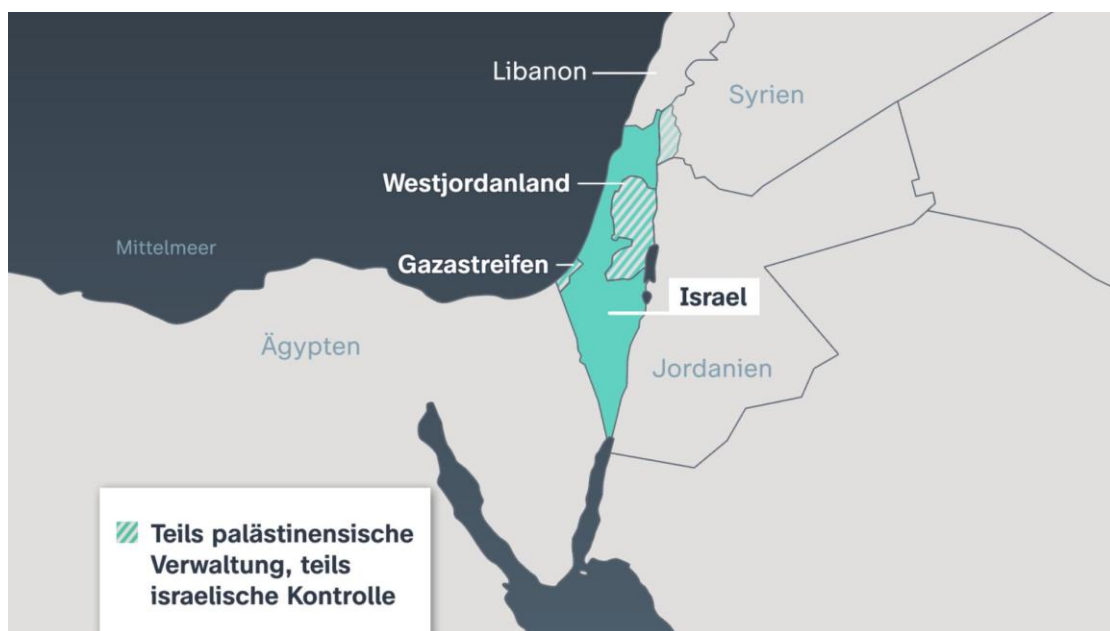 Libanon
Syrien
Westjordanland
Mittelmeer
Gazastreifen
Israel
Ägypten
Jordanien
Teils palästinensische
Verwaltung, teils
israelische Kontrolle